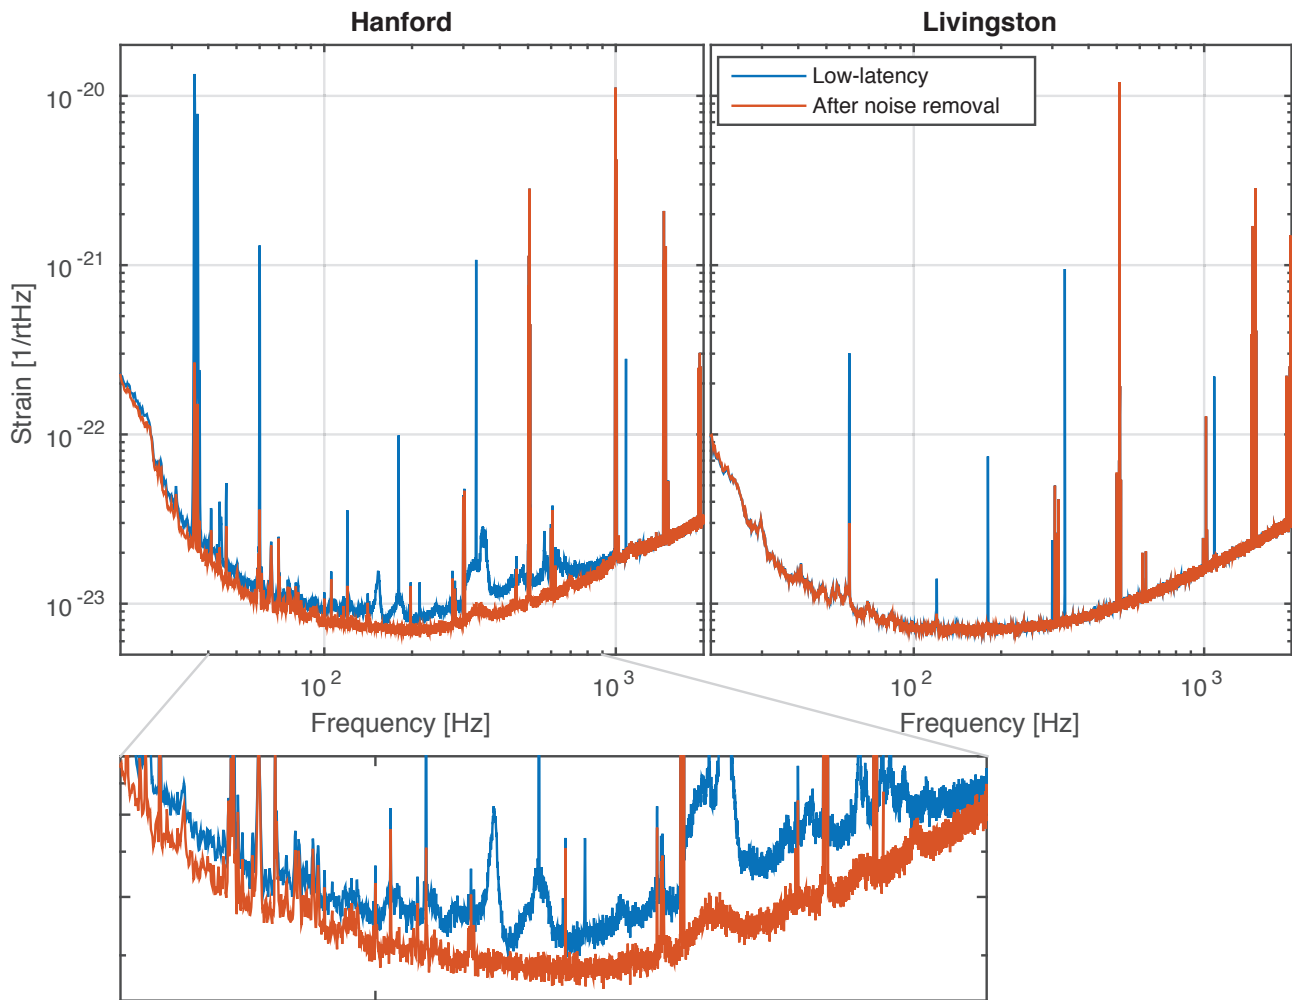 Hanford
Livingston
Low-latency
After noise removal
10^-20
10^-21
10^-22
10^-23
Strain [1/rtHz]
10^2
10^3
10^2
10^3
Frequency [Hz]
Frequency [Hz]